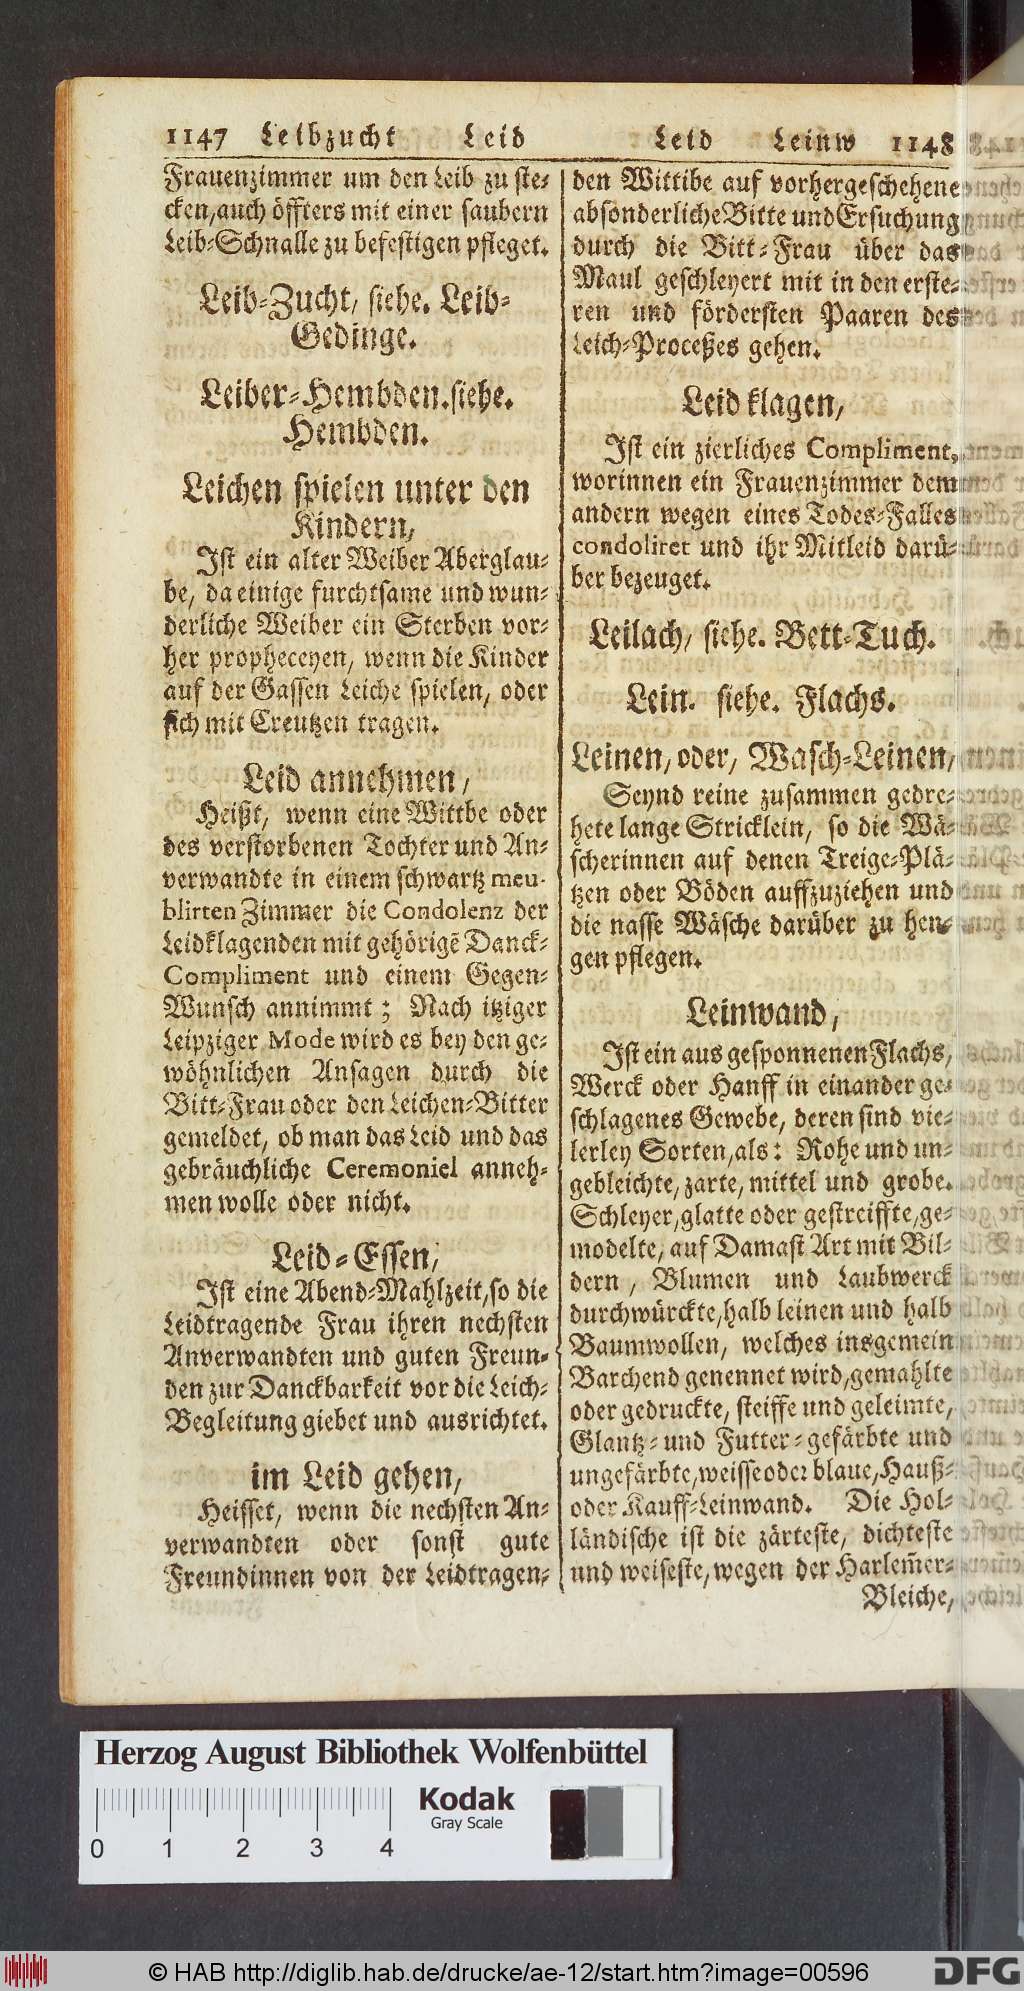 1147 Leibzucht Leid
Frauenzimmer um den Leib zu ste-
cken, auch öffters mit einer saubern
Leib-Schnalle zu befestigen pfleget.
Leib-Zucht, siehe. Leib-
Gedinge.
Leiber-Hembden. siehe.
Hembden.
Leichen spielen unter den
Kindern,
Ist ein alter Weiber Aberglau-
be, da einige furchtsame und wun-
derliche Weiber ein Sterben vor-
her propheceyen, wenn die Kinder
auf der Gassen Leiche spielen, oder
sich mit Creutzen tragen.
Leid annehmen,
Heißt, wenn eine Wittbe oder
des verstorbenen Tochter und An-
verwandte in einem schwartz meu-
blirten Zimmer die Condolenz der
Leidklagenden mit gehörigē Danck-
Compliment und einem Gegen-
Wunsch annimmt; Nach itziger
Leipziger Mode wird es bey den ge-
wöhnlichen Ansagen durch die
Bitt-Frau oder den Leichen-Bitter
gemeldet, ob man das Leid und das
gebräuchliche Ceremoniel anneh-
men wolle oder nicht.
Leid-Essen,
Ist eine Abend-Mahlzeit, so die
Leidtragende Frau ihren nechsten
Anverwandten und guten Freun-
den zur Danckbarkeit vor die Leich-
Begleitung giebet und ausrichtet.
im Leid gehen,
Heisset, wenn die nechsten An-
verwandten oder sonst gute
Freundinnen von der Leidtragen-
Leid Leinw 1148
den Wittibe auf vorhergeschehene
absonderliche Bitte und Ersuchung
durch die Bitt-Frau über das
Maul geschleyert mit in den erste-
ren und fördersten Paaren des
Leich-Proceßes gehen.
Leid klagen,
Ist ein zierliches Compliment,
worinnen ein Frauenzimmer dem
andern wegen eines Todes-Falles
condoliret und ihr Mitleid darü-
ber bezeuget.
Leilach, siehe. Bett-Tuch.
Lein. siehe. Flachs.
Leinen, oder, Wasch-Leinen,
Seynd reine zusammen gedre-
hete lange Stricklein, so die Wä-
scherinnen auf denen Treige-Plä-
tzen oder Böden auffzuziehen und
die nasse Wäsche darüber zu hen-
gen pflegen.
Leinwand,
Ist ein aus gesponnenen Flachs,
Werck oder Hanff in einander ge-
schlagenes Gewebe, deren sind vie-
lerley Sorten, als: Rohe und un-
gebleichte, zarte, mittel und grobe.
Schleyer, glatte oder gestreiffte, ge-
modelte, auf Damast Art mit Bil-
dern, Blumen und Laubwerck
durchwürckte, halb leinen und halb
Baumwollen, welches insgemein
Barchend genennet wird, gemahlte
oder gedruckte, steiffe und geleimte,
Glantz- und Futter-gefärbte und
ungefärbte, weisse oder blaue, Hauß-
oder Kauff-Leinwand. Die Hol-
ländische ist die zärteste, dichteste
und weiseste, wegen der Harlem̄er-
Bleiche,
Herzog August Bibliothek Wolfenbüttel
Kodak
Gray Scale
0 1 2 3 4
© HAB http://diglib.hab.de/drucke/ae-12/start.htm?image=00596
DFG